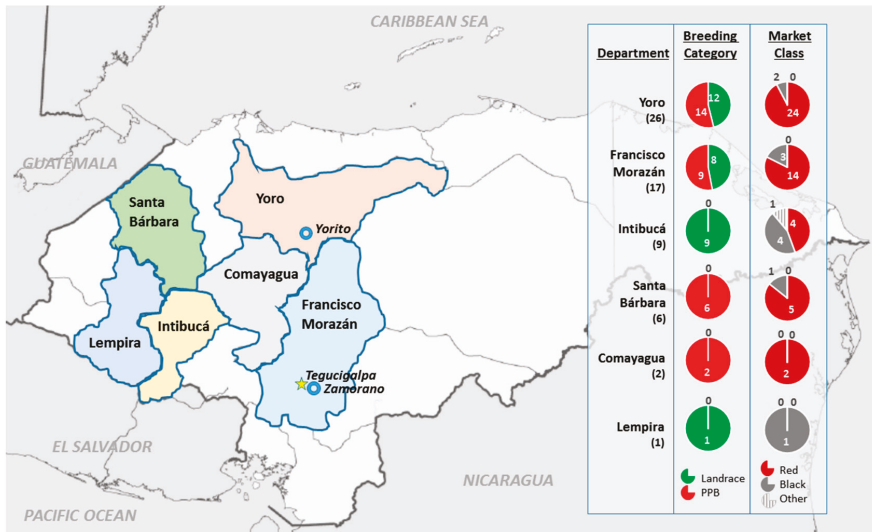 CARIBBEAN SEA
GUATEMALA
Santa
Bárbara
Yoro
Yorito
Comayagua
Francisco
Morazán
Intibucá
Lempira
Tegucigalpa
Zamorano
EL SALVADOR
NICARAGUA
PACIFIC OCEAN
Department
Breeding
Category
Market
Class
Yoro
(26)
12
14
2 0
24
Francisco
Morazán
(17)
8
9
0
3
14
Intibucá
(9)
0
9
1
4
4
Santa
Bárbara
(6)
0
6
1 0
5
Comayagua
(2)
0
2
0 0
2
Lempira
(1)
0
1
0 0
1
Landrace
PPB
Red
Black
Other